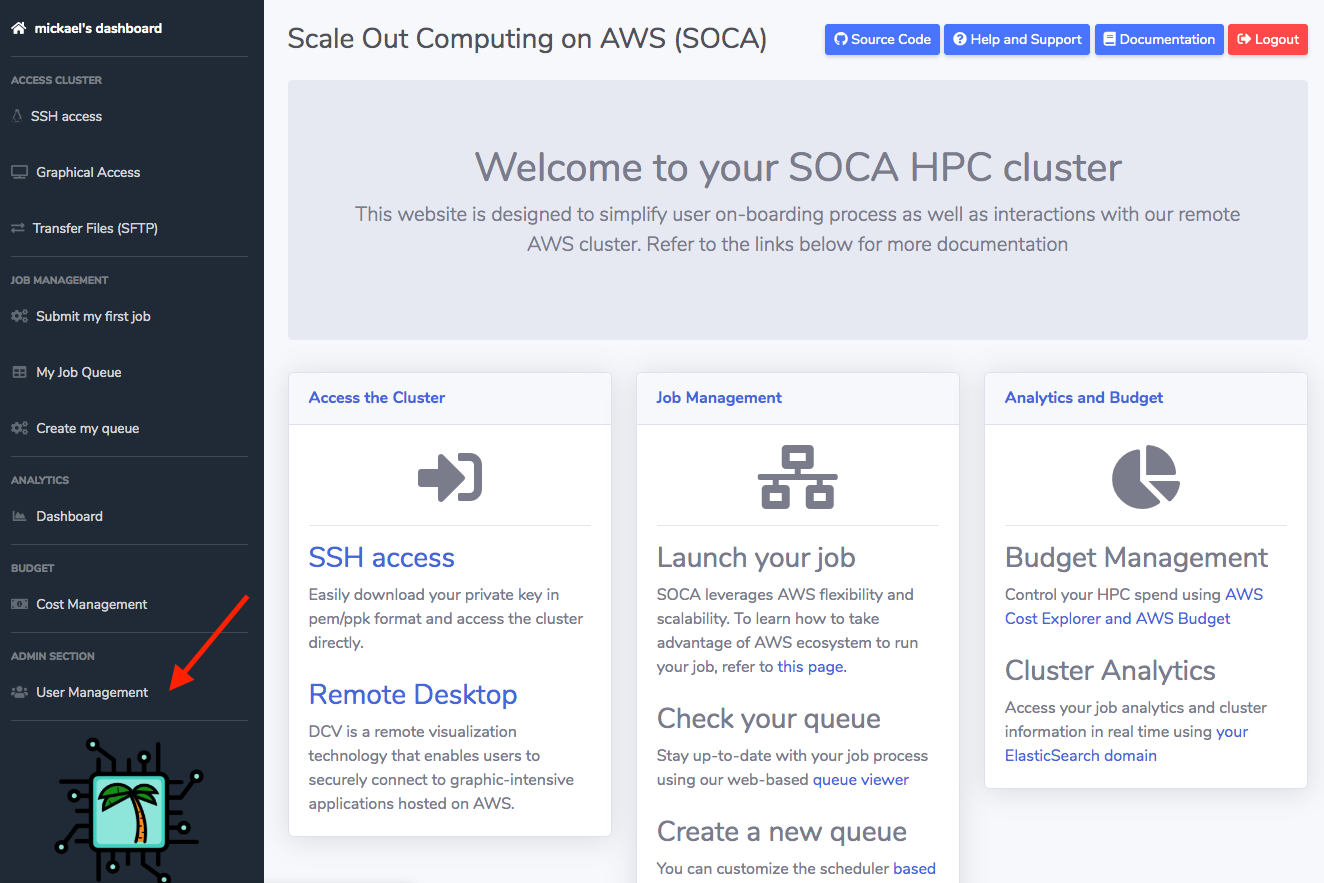 mickael's dashboard
ACCESS CLUSTER
SSH access
Graphical Access
Transfer Files (SFTP)
JOB MANAGEMENT
Submit my first job
My Job Queue
Create my queue
ANALYTICS
Dashboard
BUDGET
Cost Management
ADMIN SECTION
User Management
Scale Out Computing on AWS (SOCA)
Source Code
Help and Support
Documentation
Logout
Welcome to your SOCA HPC cluster
This website is designed to simplify user on-boarding process as well as interactions with our remote
AWS cluster. Refer to the links below for more documentation
Access the Cluster
SSH access
Easily download your private key in
pem/ppk format and access the cluster
directly.
Remote Desktop
DCV is a remote visualization
technology that enables users to
securely connect to graphic-intensive
applications hosted on AWS.
Job Management
Launch your job
SOCA leverages AWS flexibility and
scalability. To learn how to take
advantage of AWS ecosystem to run
your job, refer to this page.
Check your queue
Stay up-to-date with your job process
using our web-based queue viewer
Create a new queue
You can customize the scheduler based
Analytics and Budget
Budget Management
Control your HPC spend using AWS
Cost Explorer and AWS Budget
Cluster Analytics
Access your job analytics and cluster
information in real time using your
ElasticSearch domain